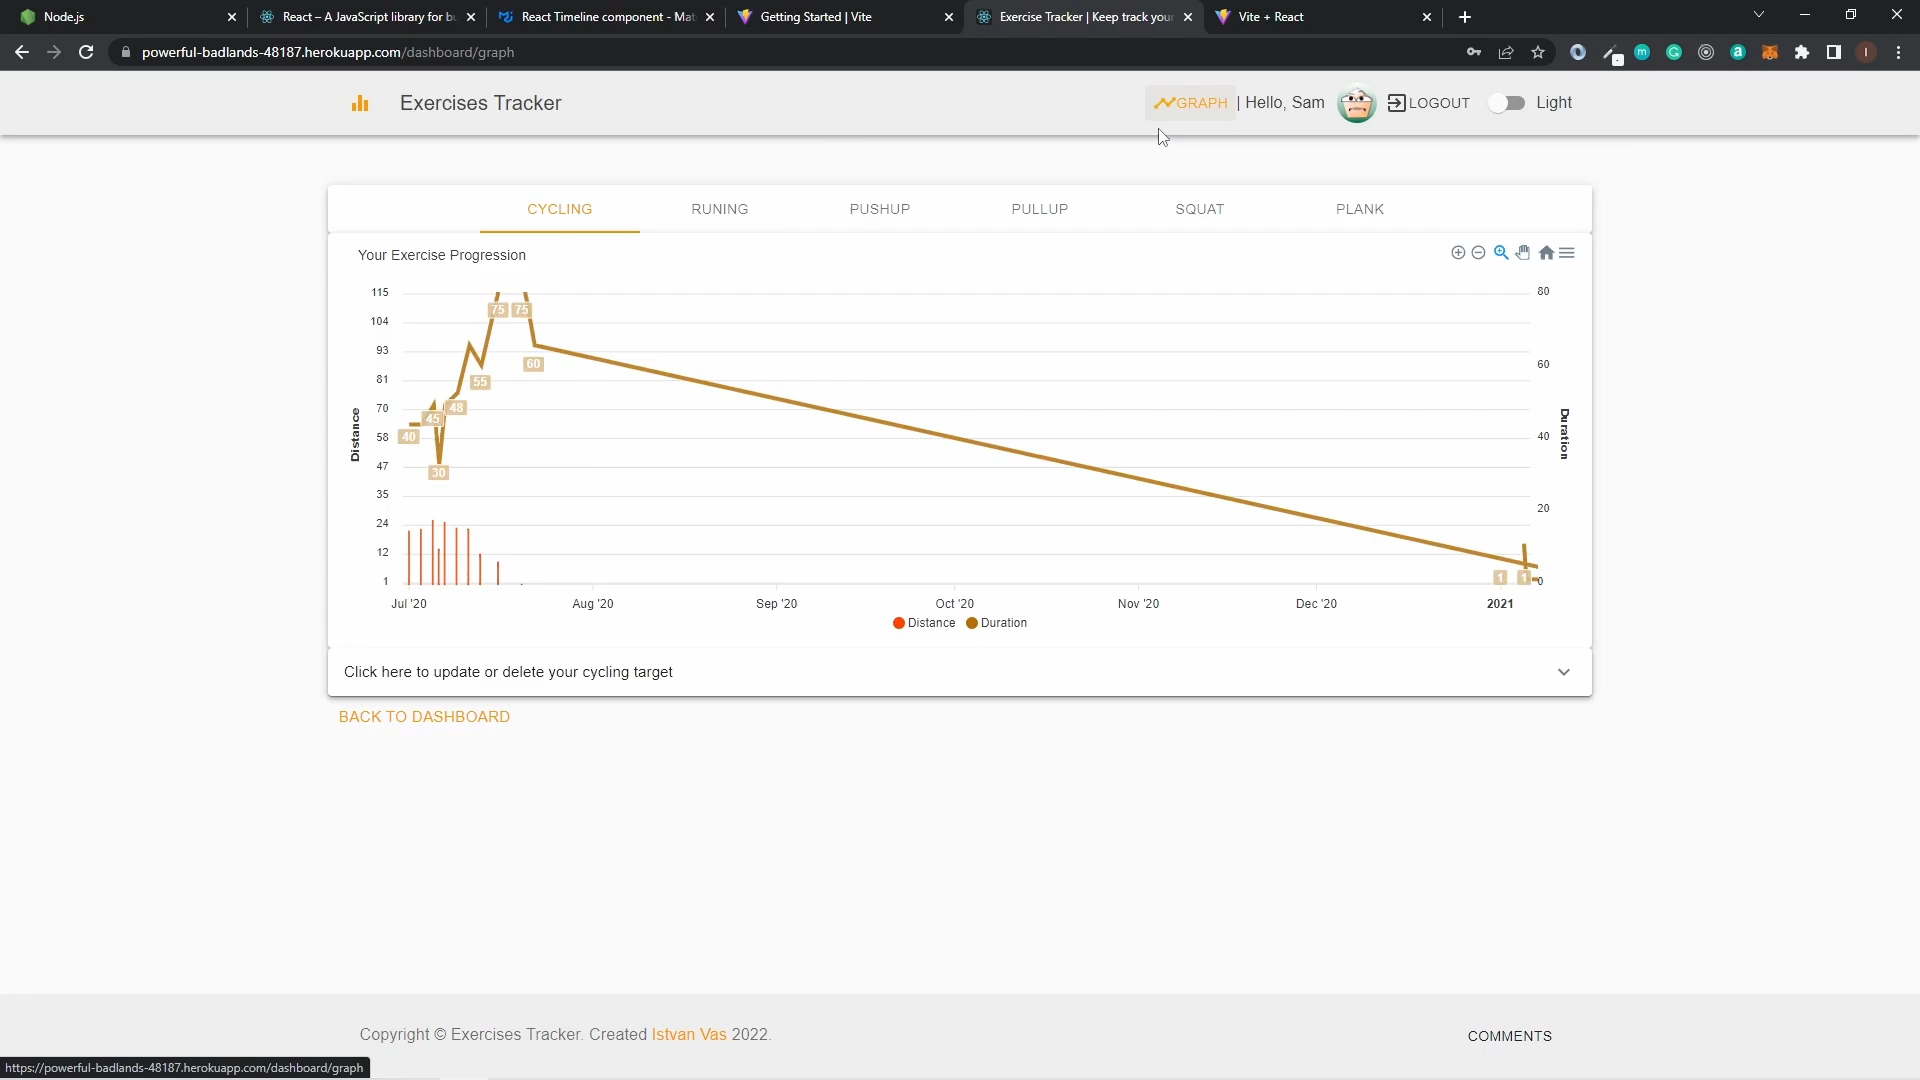 Node.js
React – A JavaScript library for bu
React Timeline component - Mat
Getting Started | Vite
Exercise Tracker | Keep track your
Vite + React
powerful-badlands-48187.herokuapp.com/dashboard/graph
Exercises Tracker
GRAPH | Hello, Sam
LOGOUT
Light
CYCLING
RUNING
PUSHUP
PULLUP
SQUAT
PLANK
Your Exercise Progression
115
104
93
81
70
58
47
35
24
12
1
Distance
40
45
30
48
55
75
75
60
1
1
80
60
40
20
0
Duration
Jul '20
Aug '20
Sep '20
Oct '20
Nov '20
Dec '20
2021
Distance
Duration
Click here to update or delete your cycling target
BACK TO DASHBOARD
Copyright © Exercises Tracker. Created Istvan Vas 2022.
COMMENTS
https://powerful-badlands-48187.herokuapp.com/dashboard/graph